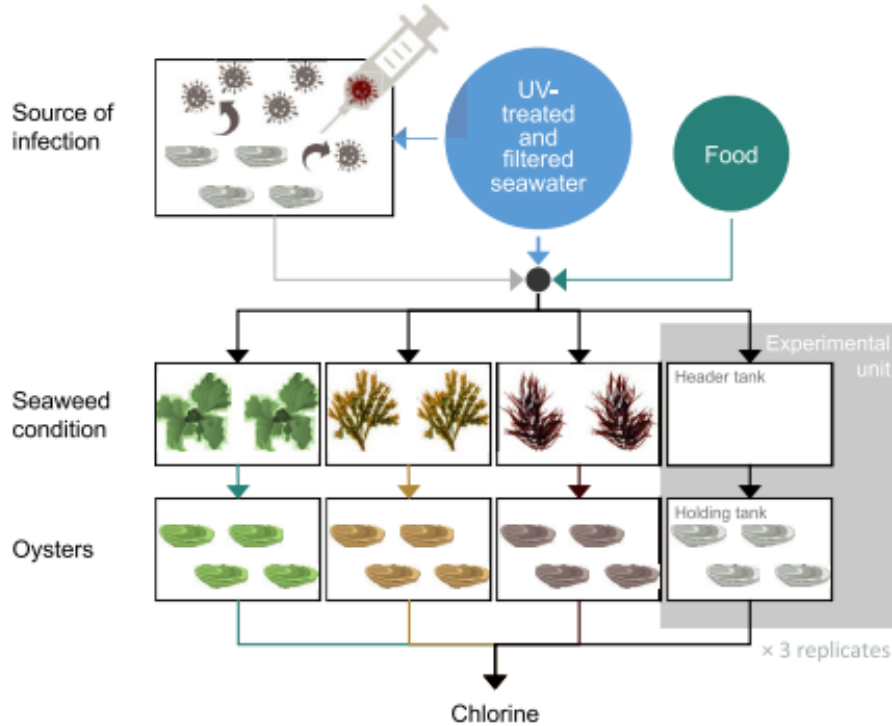 Source of
infection
UV-
treated
and
filtered
seawater
Food
Experimental
unit
Seaweed
condition
Header tank
Oysters
Holding tank
× 3 replicates
Chlorine